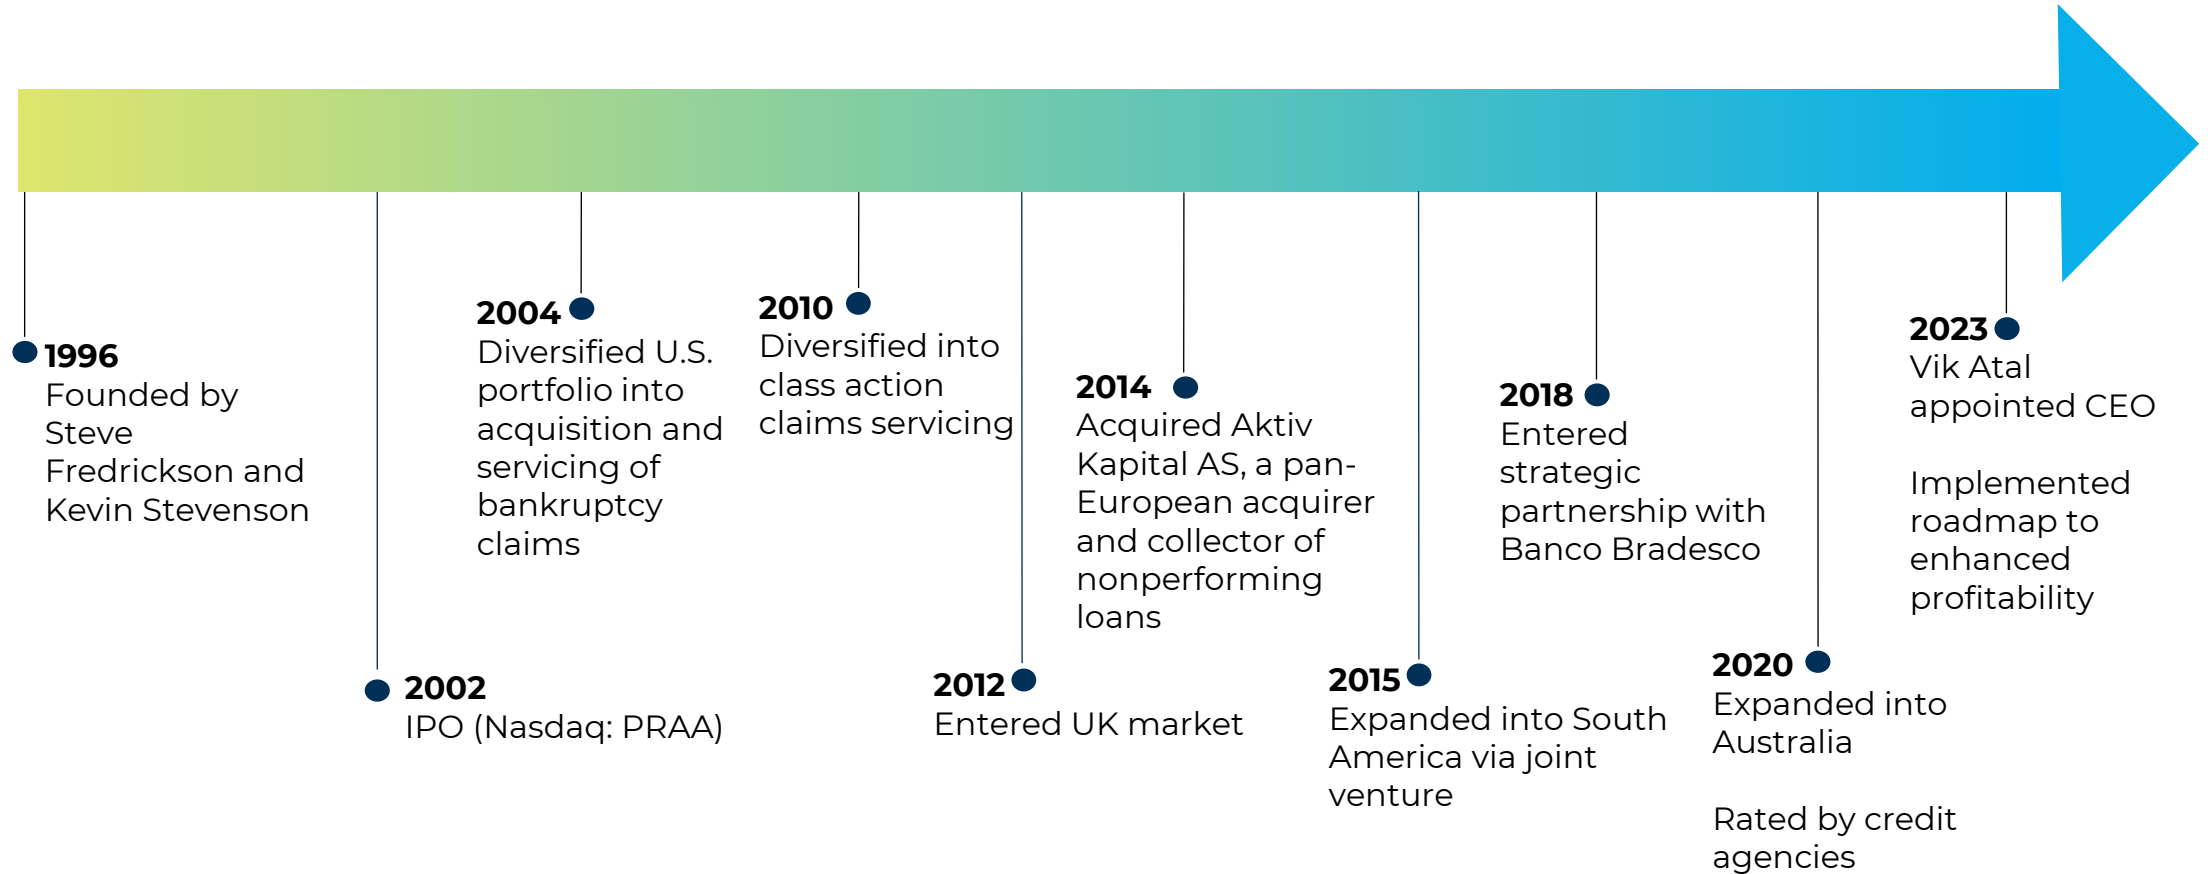 1996
Founded by
Steve
Fredrickson and
Kevin Stevenson
2002
IPO (Nasdaq: PRAA)
2004
Diversified U.S.
portfolio into
acquisition and
servicing of
bankruptcy
claims
2010
Diversified into
class action
claims servicing
2012
Entered UK market
2014
Acquired Aktiv
Kapital AS, a pan-
European acquirer
and collector of
nonperforming
loans
2015
Expanded into South
America via joint
venture
2018
Entered
strategic
partnership with
Banco Bradesco
2020
Expanded into
Australia
Rated by credit
agencies
2023
Vik Atal
appointed CEO
Implemented
roadmap to
enhanced
profitability